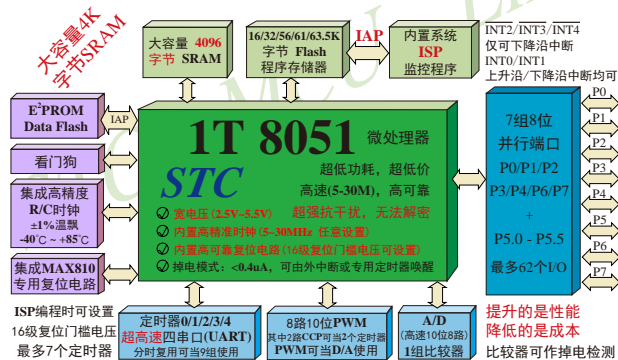 大容量4K
字节SRAM
大容量 4096
字节 SRAM
16/32/56/61/63.5K
字节 Flash
程序存储器
IAP
内置系统
ISP
监控程序
INT2/INT3/INT4
仅可下降沿中断
INT0/INT1
上升沿/下降沿中断均可
E²PROM
Data Flash
IAP
看门狗
集成高精度
R/C时钟
±1%温飘
-40℃ ~ +85℃
集成MAX810
专用复位电路
1T 8051 微处理器
STC
超低功耗，超低价
高速(5-30M)，高可靠
宽电压(2.5V~5.5V)
超强抗干扰，无法解密
内置高精准时钟(5~30MHz 任意设置)
内置高可靠复位电路(16级复位门槛电压可设置)
掉电模式：<0.4uA，可由外中断或专用定时器唤醒
7组8位
并行端口
P0/P1/P2
P3/P4/P6/P7
+
P5.0 - P5.5
最多62个I/O
P0
P1
P2
P3
P4
P5
P6
P7
ISP编程时可设置
16级复位门槛电压
最多7个定时器
定时器0/1/2/3/4
超高速四串口(UART)
分时复用可当9组使用
8路10位PWM
其中2路CCP可当2个定时器
PWM可当D/A使用
A/D
(高速10位8路)
1组比较器
提升的是性能
降低的是成本
比较器可作掉电检测